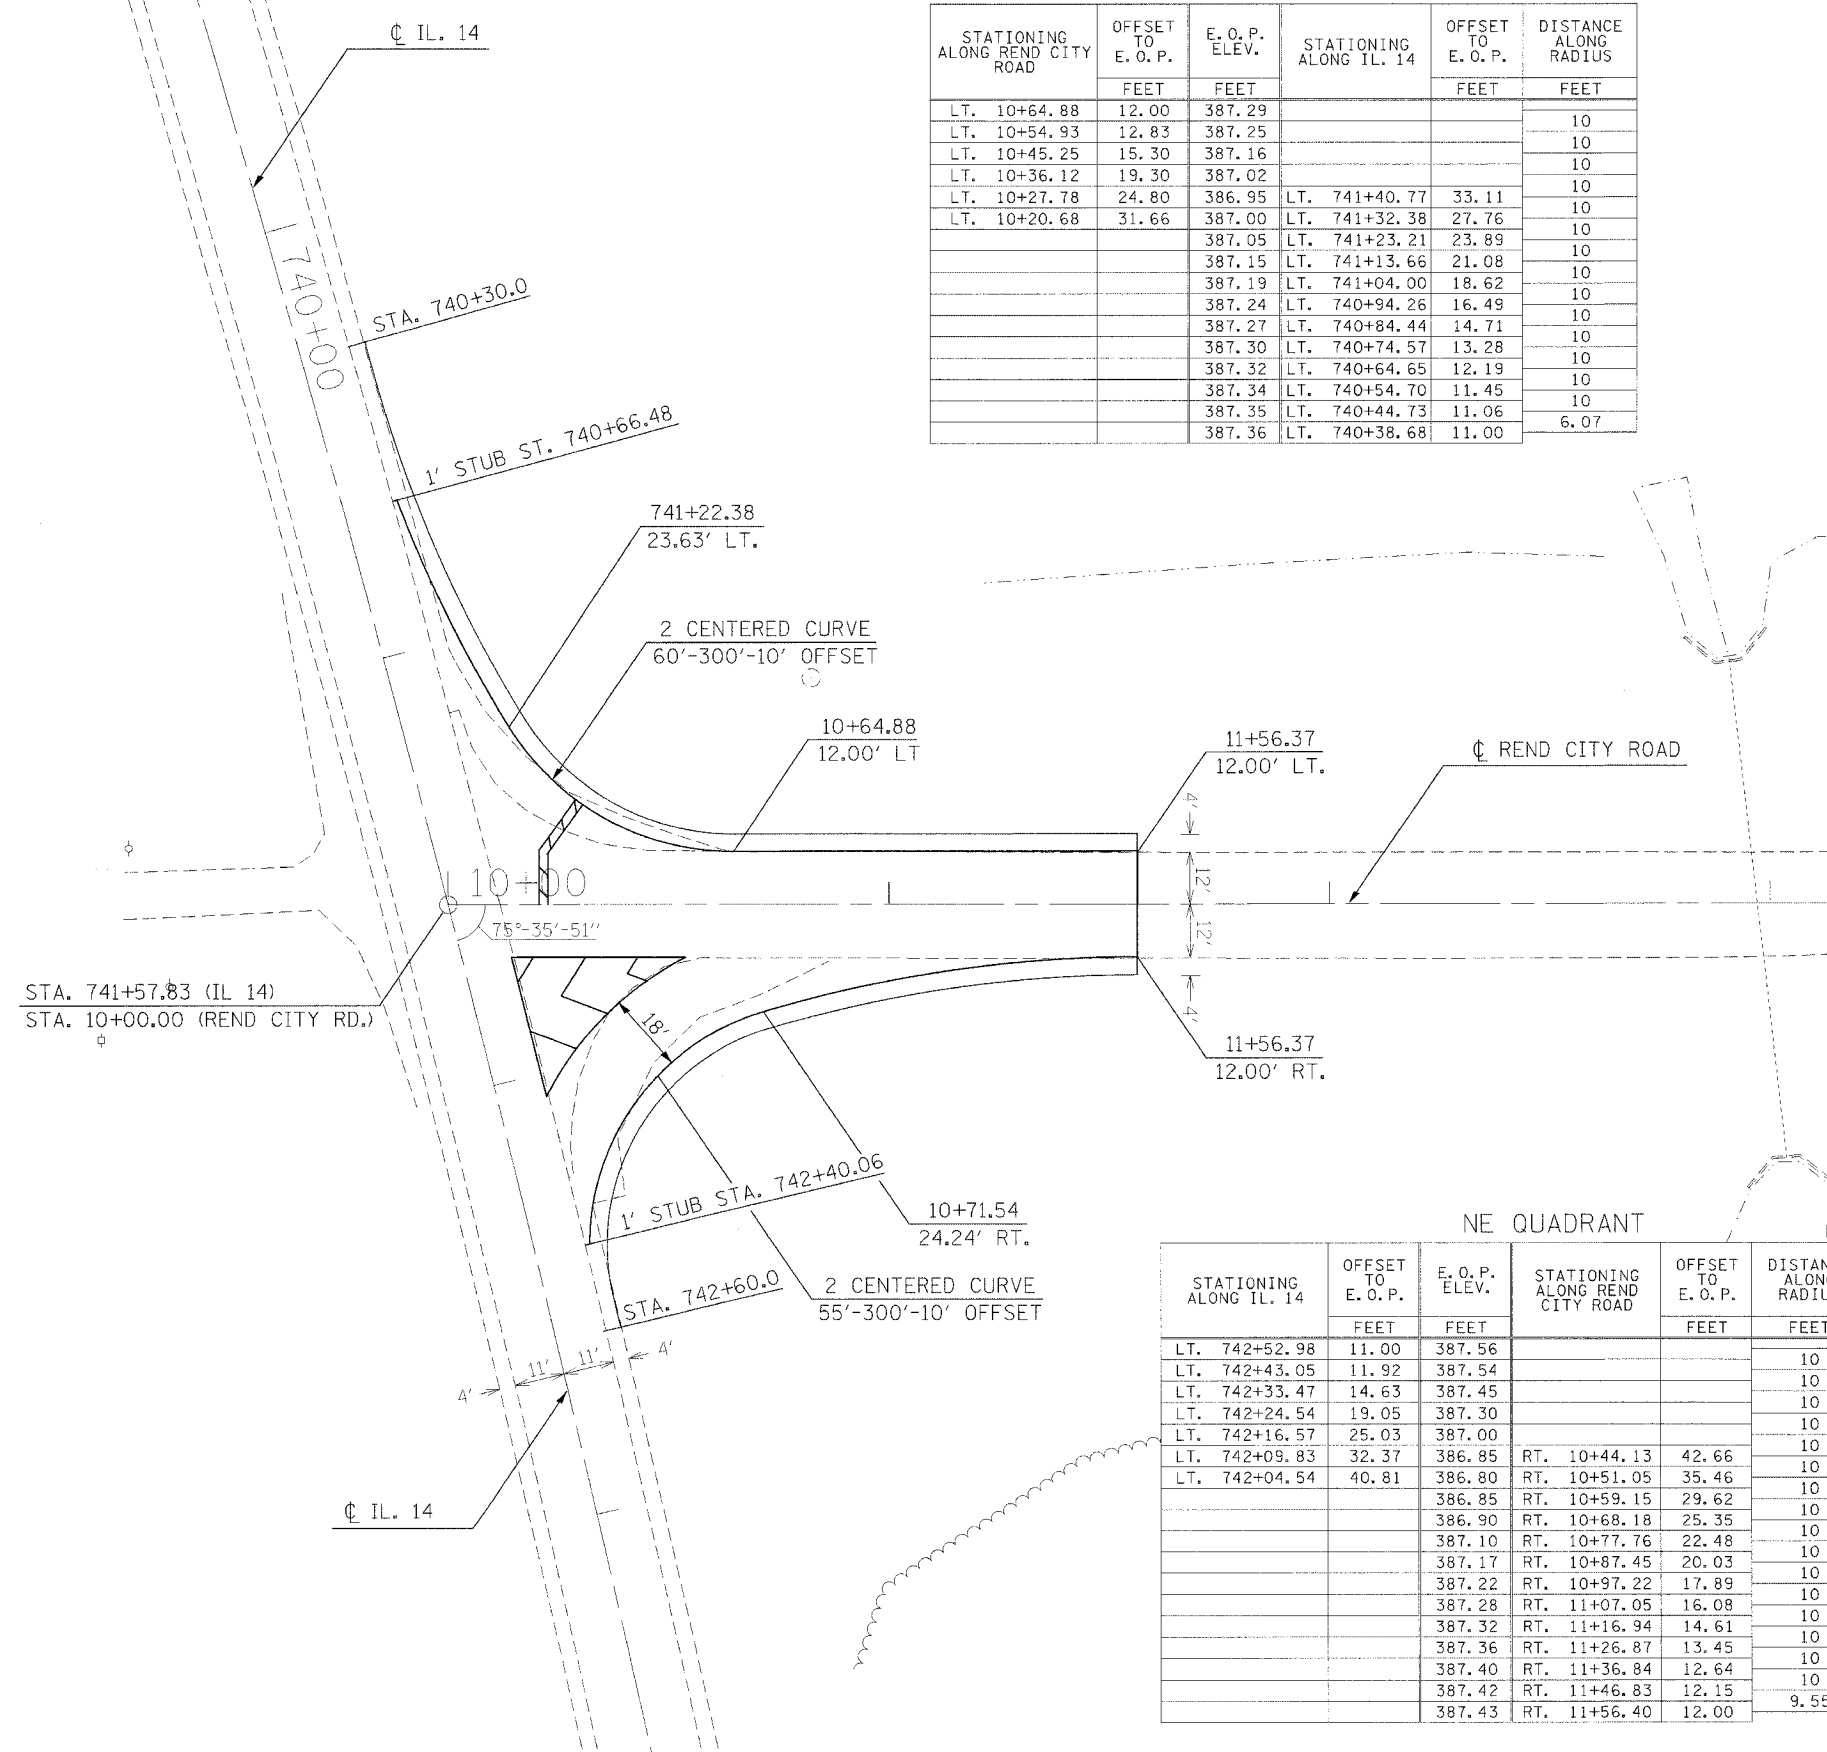 ℄ IL. 14
STATIONING ALONG REND CITY ROAD | OFFSET TO E.O.P. | E.O.P. ELEV. | STATIONING ALONG IL. 14 | OFFSET TO E.O.P. | DISTANCE ALONG RADIUS
FEET FEET FEET FEET
LT. 10+64.88 12.00 387.29
10
LT. 10+54.93 12.83 387.25
10
LT. 10+45.25 15.30 387.16
10
LT. 10+36.12 19.30 387.02
10
LT. 10+27.78 24.80 386.95 LT. 741+40.77 33.11
10
LT. 10+20.68 31.66 387.00 LT. 741+32.38 27.76
10
387.05 LT. 741+23.21 23.89
10
387.15 LT. 741+13.66 21.08
10
387.19 LT. 741+04.00 18.62
10
387.24 LT. 740+94.26 16.49
10
387.27 LT. 740+84.44 14.71
10
387.30 LT. 740+74.57 13.28
10
387.32 LT. 740+64.65 12.19
10
387.34 LT. 740+54.70 11.45
10
387.35 LT. 740+44.73 11.06
6.07
387.36 LT. 740+38.68 11.00
740+00
STA. 740+30.0
1' STUB ST. 740+66.48
741+22.38
23.63' LT.
2 CENTERED CURVE
60'-300'-10' OFFSET
10+64.88
12.00' LT
11+56.37
12.00' LT.
℄ REND CITY ROAD
4'
12'
12'
4'
10+00
75°-35'-51"
STA. 741+57.83 (IL 14)
STA. 10+00.00 (REND CITY RD.)
18'
11+56.37
12.00' RT.
1' STUB STA. 742+40.06
10+71.54
24.24' RT.
STA. 742+60.0
2 CENTERED CURVE
55'-300'-10' OFFSET
4' 11' 11' 4'
℄ IL. 14
NE QUADRANT
STATIONING ALONG IL. 14 | OFFSET TO E.O.P. | E.O.P. ELEV. | STATIONING ALONG REND CITY ROAD | OFFSET TO E.O.P. | DISTAN ALON RADIU
FEET FEET FEET FEET
LT. 742+52.98 11.00 387.56
10
LT. 742+43.05 11.92 387.54
10
LT. 742+33.47 14.63 387.45
10
LT. 742+24.54 19.05 387.30
10
LT. 742+16.57 25.03 387.00
10
LT. 742+09.83 32.37 386.85 RT. 10+44.13 42.66
10
LT. 742+04.54 40.81 386.80 RT. 10+51.05 35.46
10
386.85 RT. 10+59.15 29.62
10
386.90 RT. 10+68.18 25.35
10
387.10 RT. 10+77.76 22.48
10
387.17 RT. 10+87.45 20.03
10
387.22 RT. 10+97.22 17.89
10
387.28 RT. 11+07.05 16.08
10
387.32 RT. 11+16.94 14.61
10
387.36 RT. 11+26.87 13.45
10
387.40 RT. 11+36.84 12.64
10
387.42 RT. 11+46.83 12.15
9.55
387.43 RT. 11+56.40 12.00